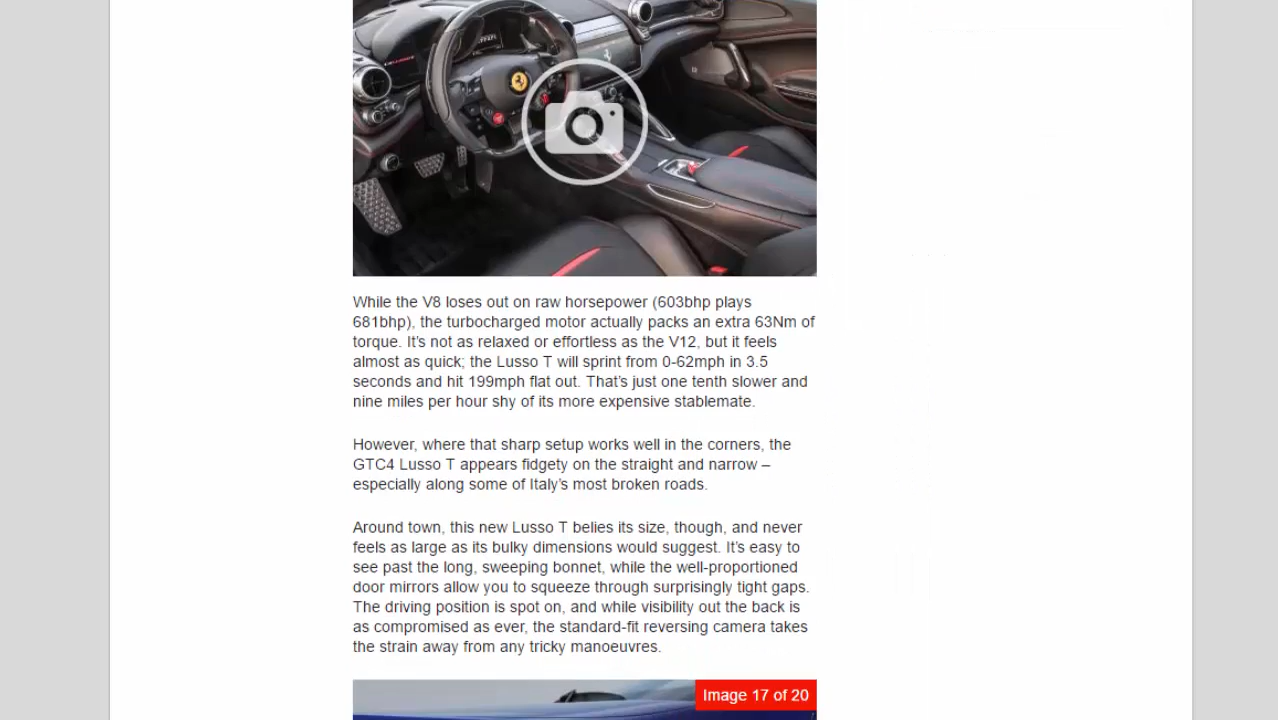 While the V8 loses out on raw horsepower (603bhp plays
681bhp), the turbocharged motor actually packs an extra 63Nm of
torque. It’s not as relaxed or effortless as the V12, but it feels
almost as quick; the Lusso T will sprint from 0-62mph in 3.5
seconds and hit 199mph flat out. That’s just one tenth slower and
nine miles per hour shy of its more expensive stablemate.
However, where that sharp setup works well in the corners, the
GTC4 Lusso T appears fidgety on the straight and narrow –
especially along some of Italy’s most broken roads.
Around town, this new Lusso T belies its size, though, and never
feels as large as its bulky dimensions would suggest. It’s easy to
see past the long, sweeping bonnet, while the well-proportioned
door mirrors allow you to squeeze through surprisingly tight gaps.
The driving position is spot on, and while visibility out the back is
as compromised as ever, the standard-fit reversing camera takes
the strain away from any tricky manoeuvres.
Image 17 of 20